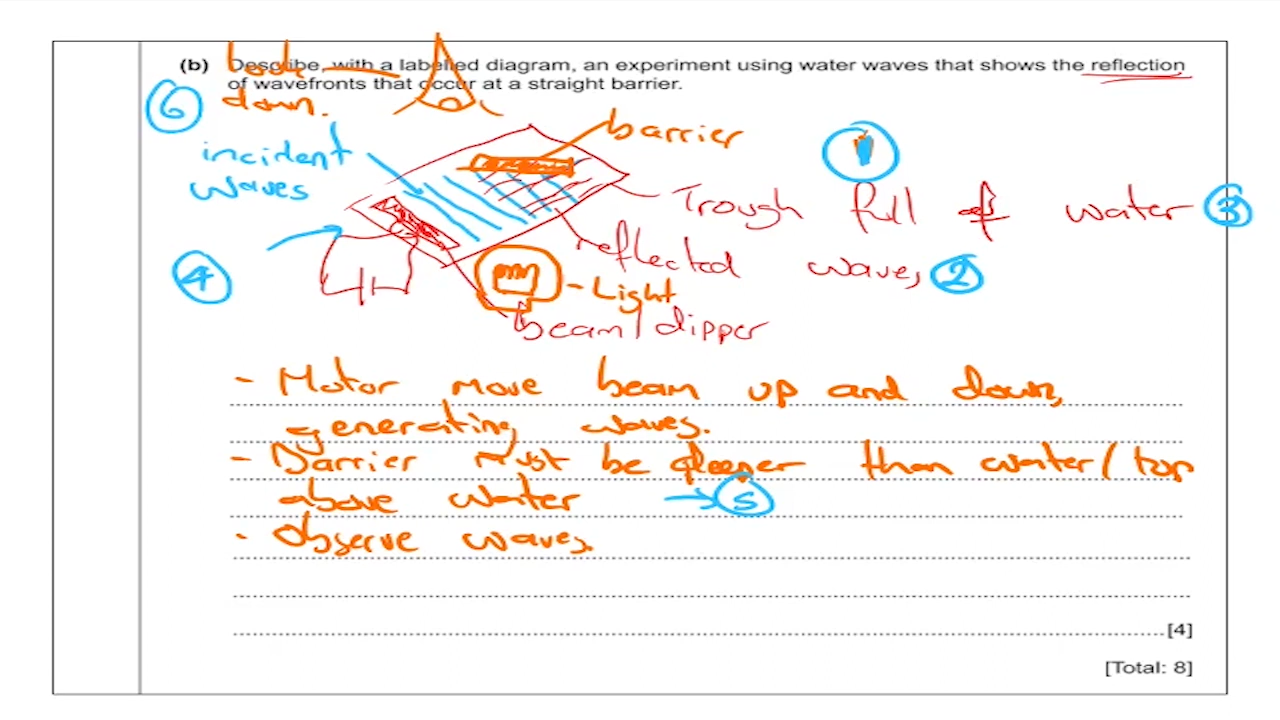 (b) Describe, with a labelled diagram, an experiment using water waves that shows the reflection
of wavefronts that occur at a straight barrier.
look
down.
6
barrier
1
incident
waves
Trough full of water 3
reflected waves 2
4
- Light
beam/dipper
- Motor move beam up and down,
generating waves.
- Barrier must be deeper than water/top
above water → 5
- Observe waves.
[4]
[Total: 8]